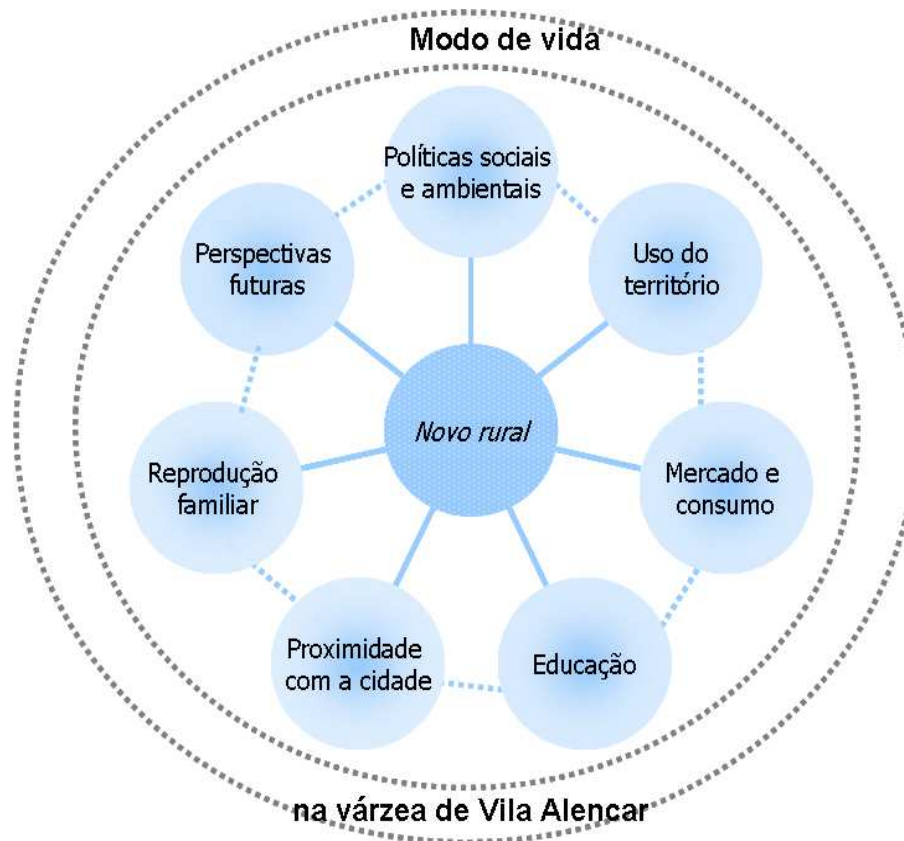 Modo de vida
Políticas sociais
e ambientais
Perspectivas
futuras
Uso do
território
Novo rural
Reprodução
familiar
Mercado e
consumo
Proximidade
com a cidade
Educação
na várzea de Vila Alencar